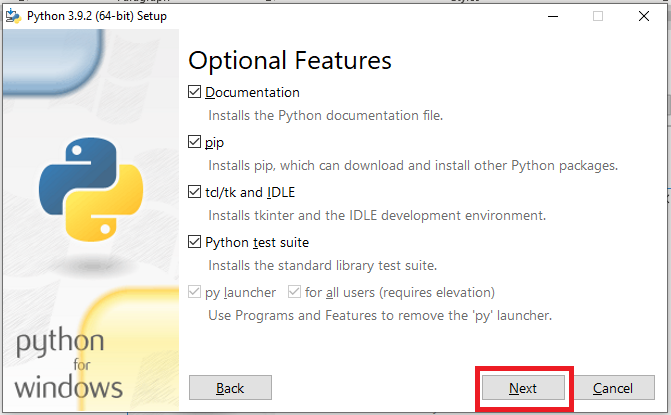 Python 3.9.2 (64-bit) Setup
Optional Features
Documentation
Installs the Python documentation file.
pip
Installs pip, which can download and install other Python packages.
tcl/tk and IDLE
Installs tkinter and the IDLE development environment.
Python test suite
Installs the standard library test suite.
py launcher for all users (requires elevation)
Use Programs and Features to remove the 'py' launcher.
python
for
windows
Back Next Cancel